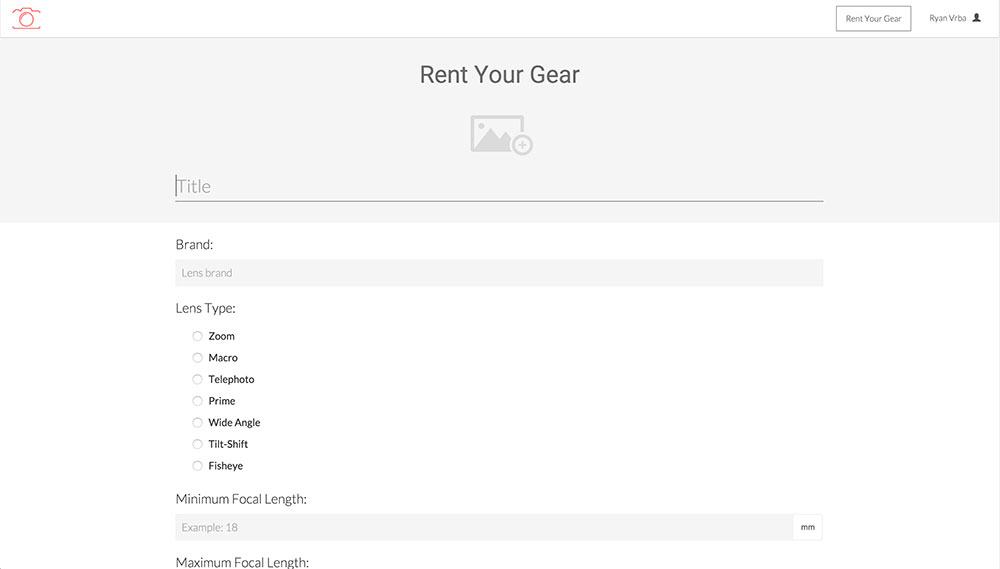 Rent Your Gear
Ryan Vrba
Rent Your Gear
Title
Brand:
Lens brand
Lens Type:
Zoom
Macro
Telephoto
Prime
Wide Angle
Tilt-Shift
Fisheye
Minimum Focal Length:
Example: 18
mm
Maximum Focal Length: